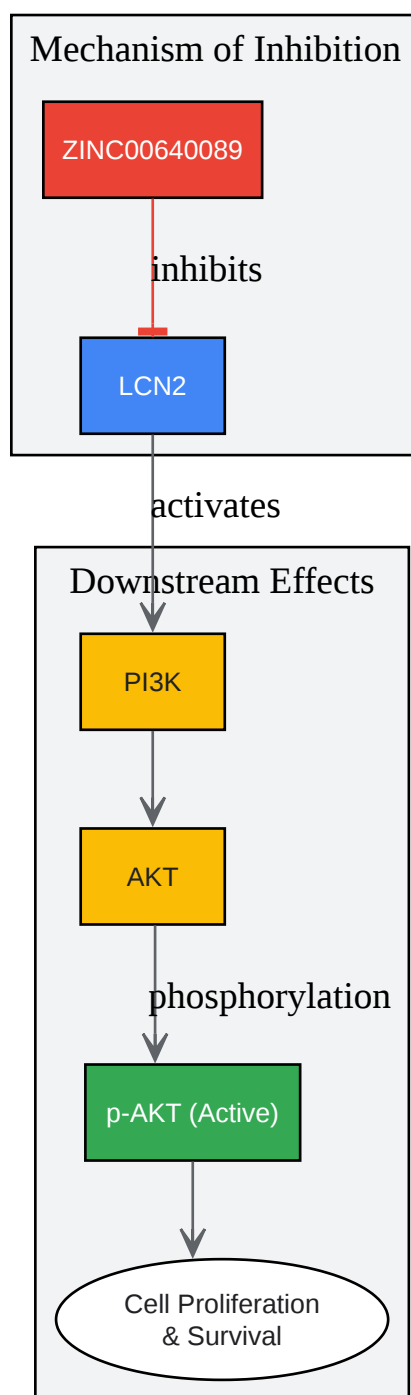 Mechanism of Inhibition
ZINC00640089
inhibits
LCN2
activates
Downstream Effects
PI3K
AKT
phosphorylation
p-AKT (Active)
Cell Proliferation
& Survival